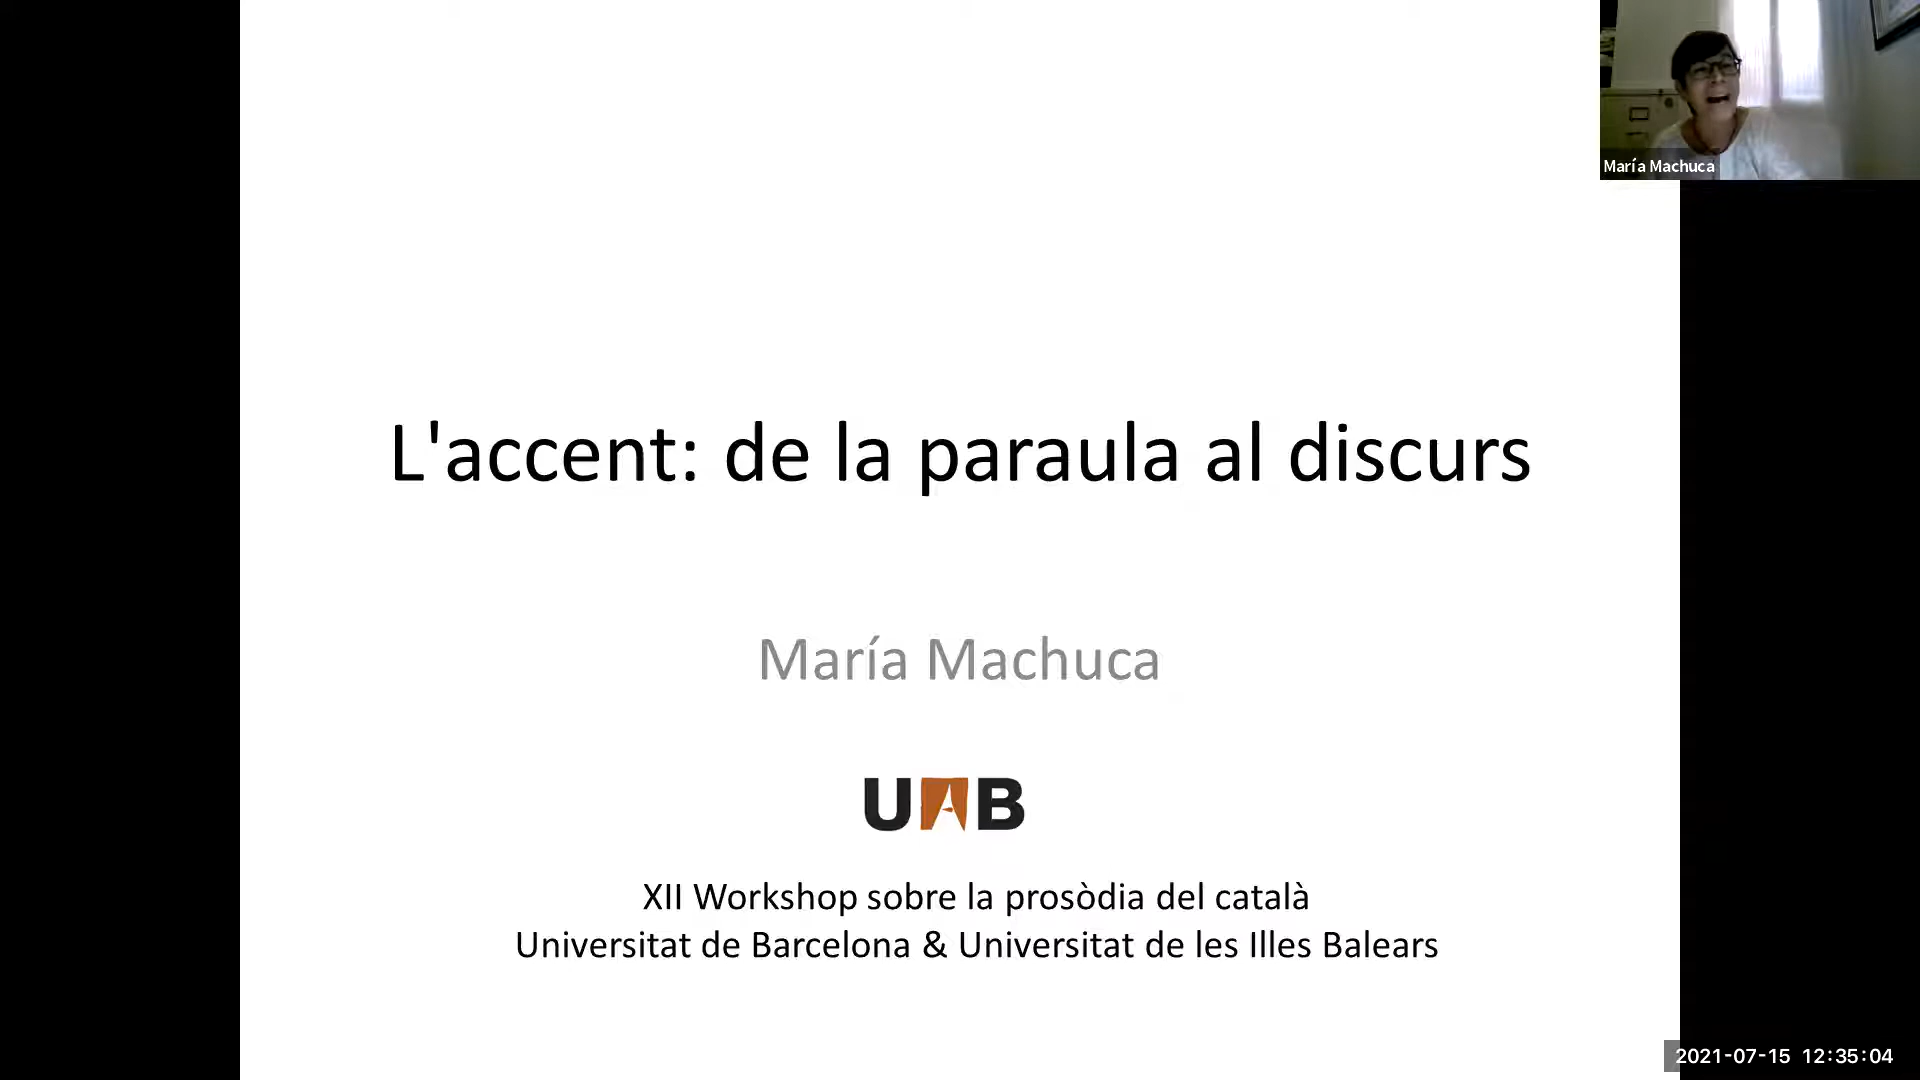 María Machuca
L'accent: de la paraula al discurs
María Machuca
UAB
XII Workshop sobre la prosòdia del català
Universitat de Barcelona & Universitat de les Illes Balears
2021-07-15 12:35:04